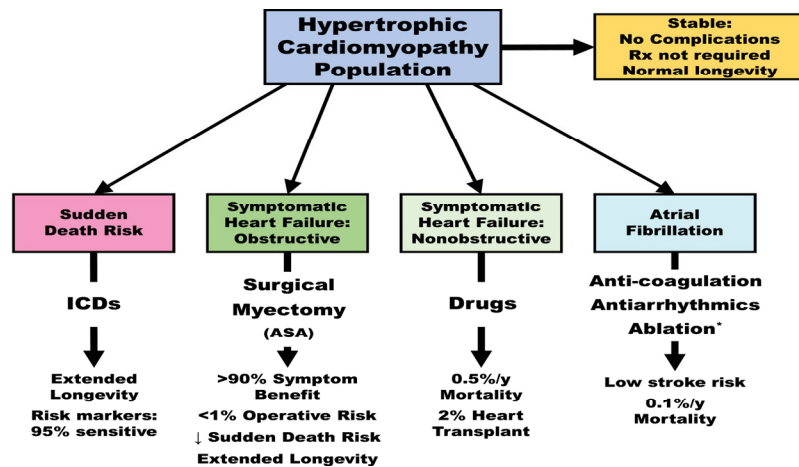 Hypertrophic
Cardiomyopathy
Population
Stable:
No Complications
Rx not required
Normal longevity
Sudden
Death Risk
ICDs
Extended
Longevity
Risk markers:
95% sensitive
Symptomatic
Heart Failure:
Obstructive
Surgical
Myectomy
(ASA)
>90% Symptom
Benefit
<1% Operative Risk
↓ Sudden Death Risk
Extended Longevity
Symptomatic
Heart Failure:
Nonobstructive
Drugs
0.5%/y
Mortality
2% Heart
Transplant
Atrial
Fibrillation
Anti-coagulation
Antiarrhythmics
Ablation*
Low stroke risk
0.1%/y
Mortality